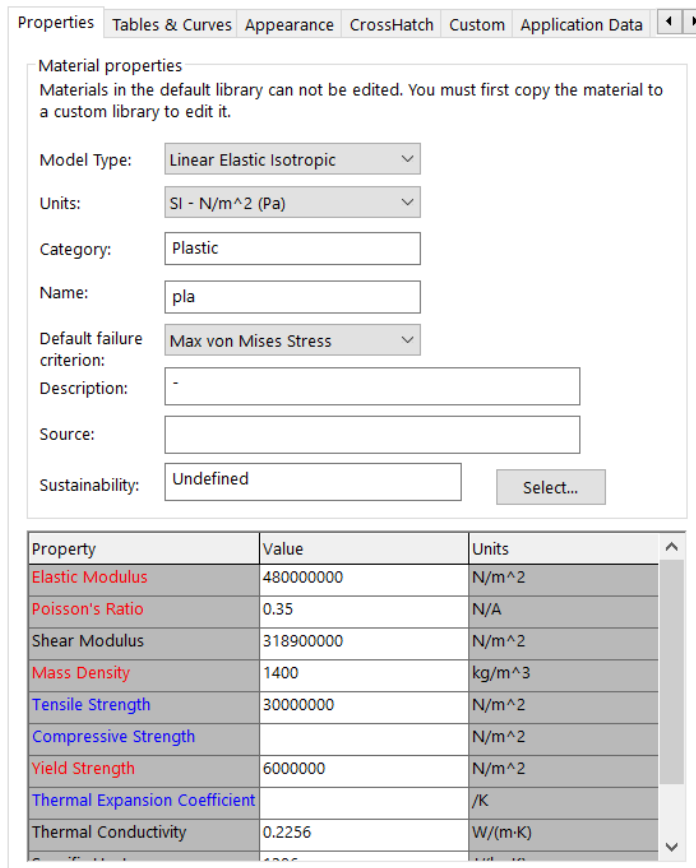 Properties Tables & Curves Appearance CrossHatch Custom Application Data
Material properties
Materials in the default library can not be edited. You must first copy the material to
a custom library to edit it.
Model Type: Linear Elastic Isotropic
Units: SI - N/m^2 (Pa)
Category: Plastic
Name: pla
Default failure
criterion: Max von Mises Stress
Description: -
Source:
Sustainability: Undefined Select...
Property Value Units
Elastic Modulus 480000000 N/m^2
Poisson's Ratio 0.35 N/A
Shear Modulus 318900000 N/m^2
Mass Density 1400 kg/m^3
Tensile Strength 30000000 N/m^2
Compressive Strength N/m^2
Yield Strength 6000000 N/m^2
Thermal Expansion Coefficient /K
Thermal Conductivity 0.2256 W/(m·K)